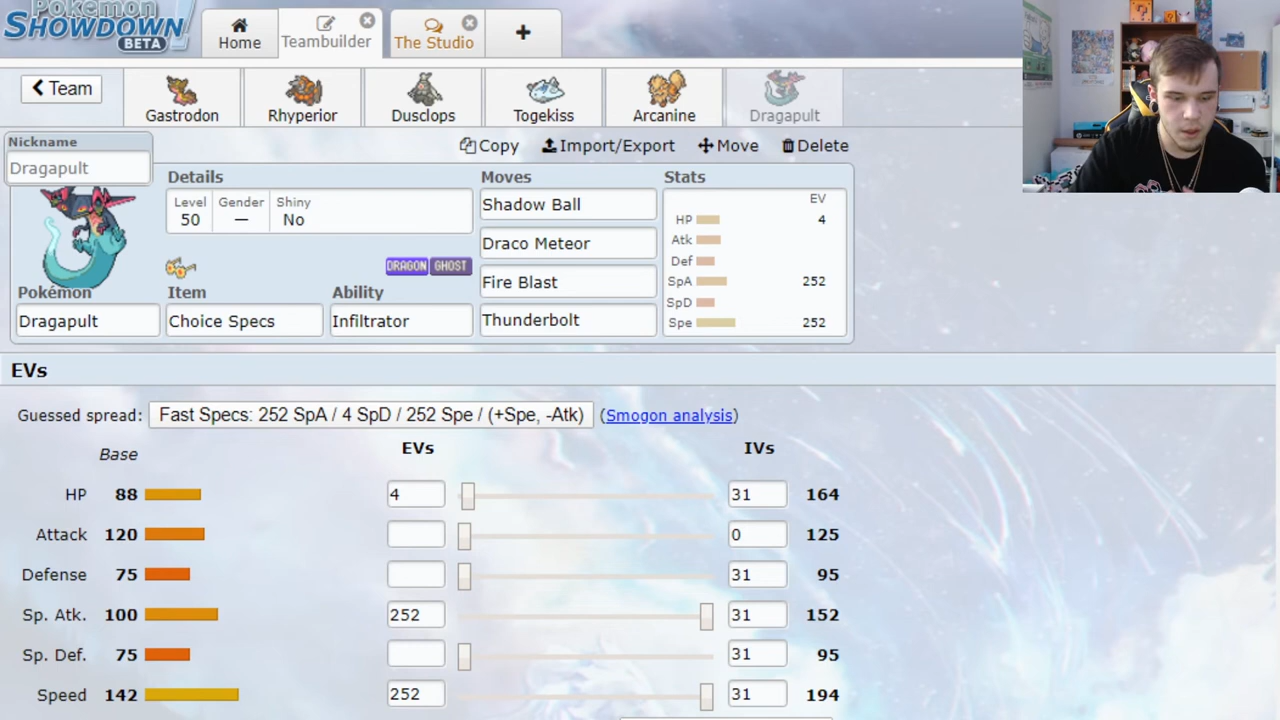 Pokémon
SHOWDOWN!
BETA
Home
Teambuilder
The Studio
+
Team
Gastrodon
Rhyperior
Dusclops
Togekiss
Arcanine
Dragapult
Nickname
Dragapult
Copy
Import/Export
Move
Delete
Details
Moves
Stats
Level
Gender
Shiny
50
—
No
DRAGON
GHOST
Pokémon
Item
Ability
Dragapult
Choice Specs
Infiltrator
Shadow Ball
Draco Meteor
Fire Blast
Thunderbolt
EV
HP 4
Atk
Def
SpA 252
SpD
Spe 252
EVs
Guessed spread: Fast Specs: 252 SpA / 4 SpD / 252 Spe / (+Spe, -Atk) (Smogon analysis)
Base EVs IVs
HP 88 4 31 164
Attack 120 0 125
Defense 75 31 95
Sp. Atk. 100 252 31 152
Sp. Def. 75 31 95
Speed 142 252 31 194